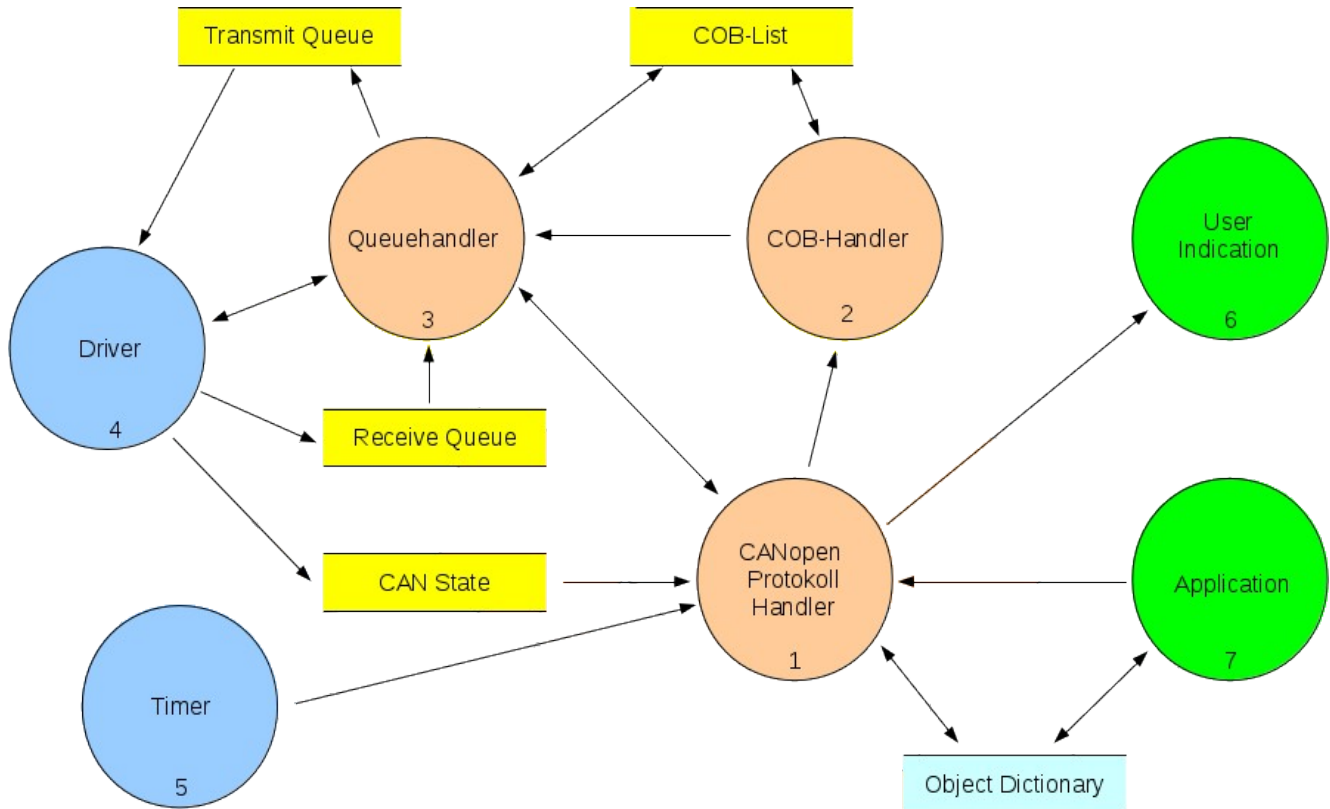 Transmit Queue
COB-List
Queuehandler
3
COB-Handler
2
User
Indication
6
Driver
4
Receive Queue
CAN State
CANopen
Protokoll
Handler
1
Application
7
Timer
5
Object Dictionary